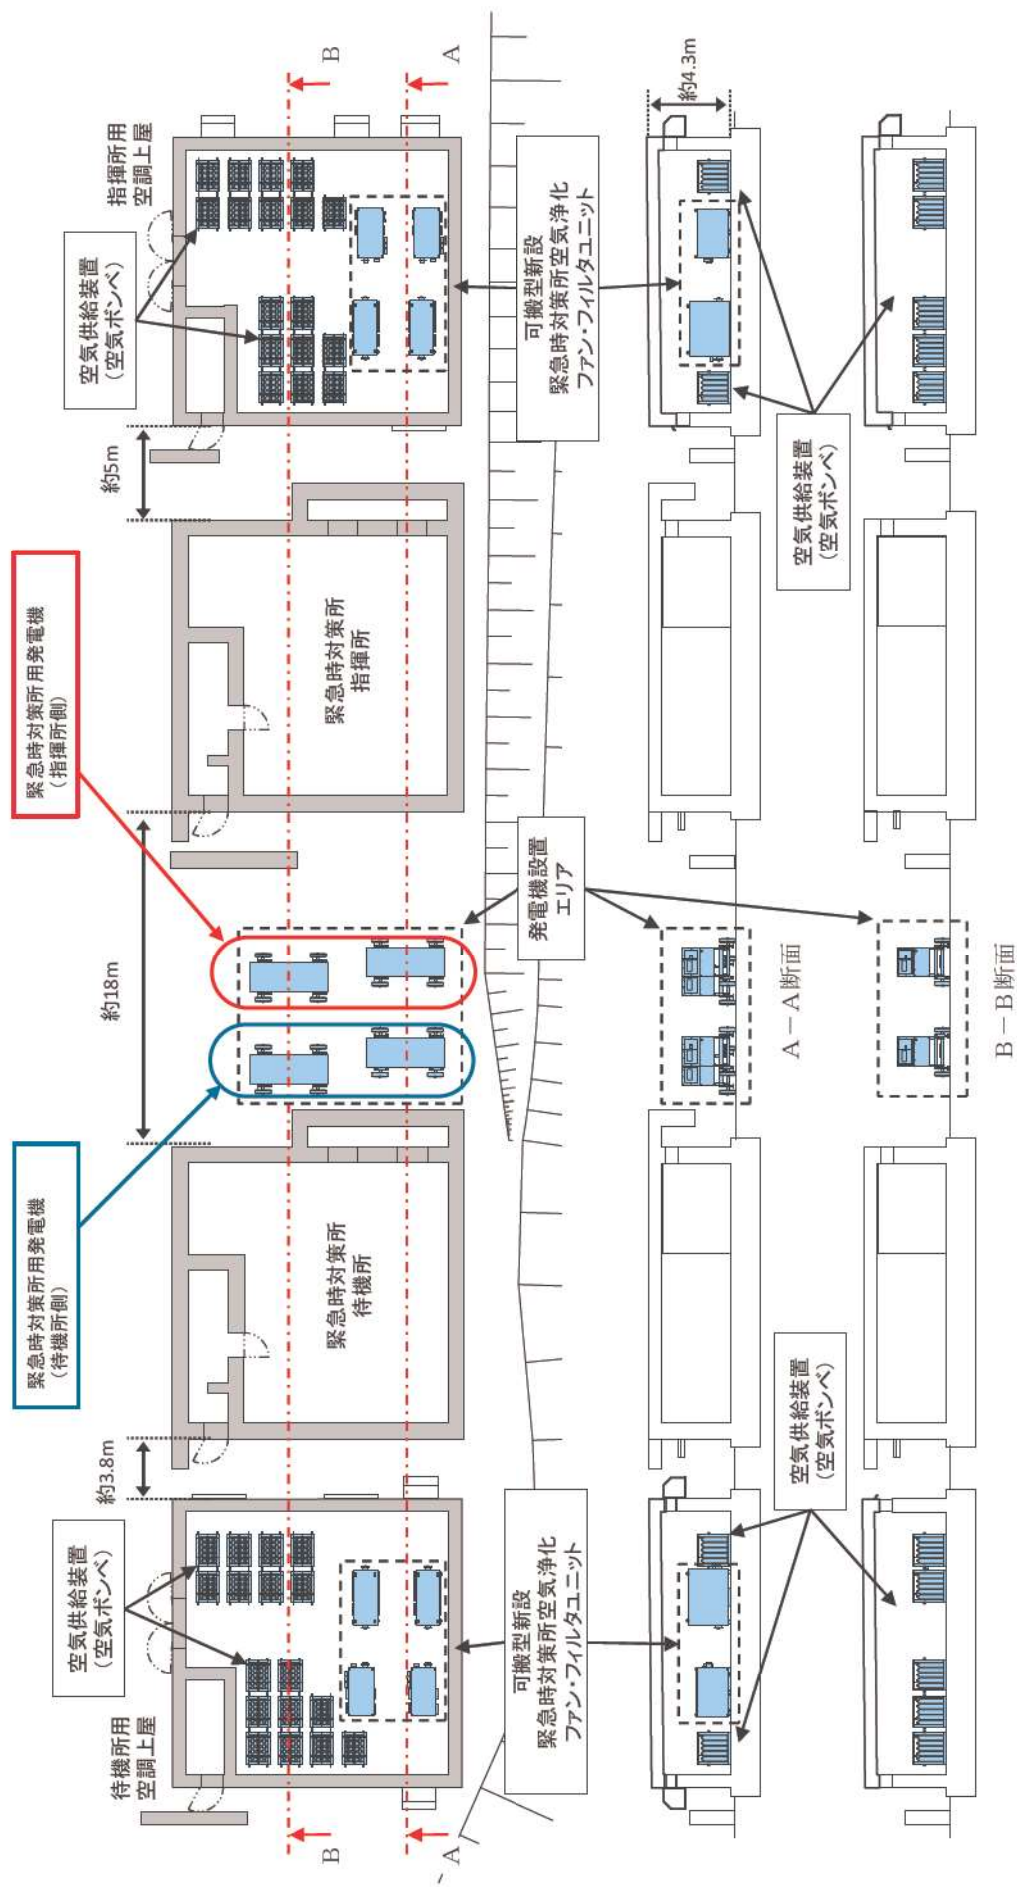 緊急時対策所用発電機
（待機所側）
緊急時対策所用発電機
（指揮所側）
待機所用
空調上屋
空気供給装置
（空気ボンベ）
約3.8m
約18m
約5m
空気供給装置
（空気ボンベ）
指揮所用
空調上屋
緊急時対策所
待機所
緊急時対策所
指揮所
B
B
A
A
可搬型新設
緊急時対策所空気浄化
ファン・フィルタユニット
発電機設置
エリア
可搬型新設
緊急時対策所空気浄化
ファン・フィルタユニット
約4.3m
A－A断面
空気供給装置
（空気ボンベ）
空気供給装置
（空気ボンベ）
B－B断面